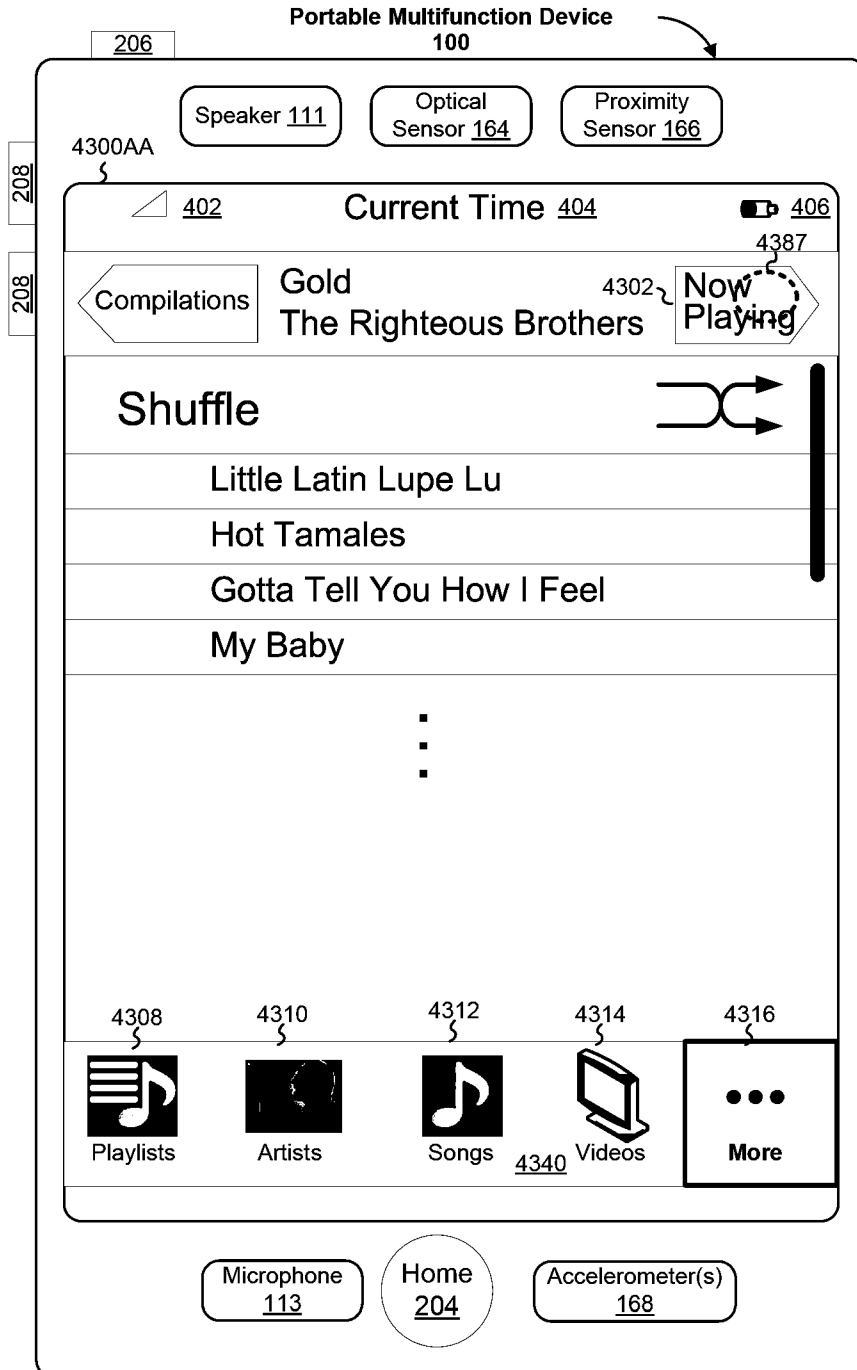 Portable Multifunction Device
100
206
Speaker 111
Optical
Sensor 164
Proximity
Sensor 166
4300AA
208
208
402
Current Time 404
406
4387
Compilations
Gold
The Righteous Brothers
4302
Now
Playing
Shuffle
Little Latin Lupe Lu
Hot Tamales
Gotta Tell You How I Feel
My Baby
4308
4310
4312
4314
4316
Playlists
Artists
Songs
4340
Videos
More
Microphone
113
Home
204
Accelerometer(s)
168